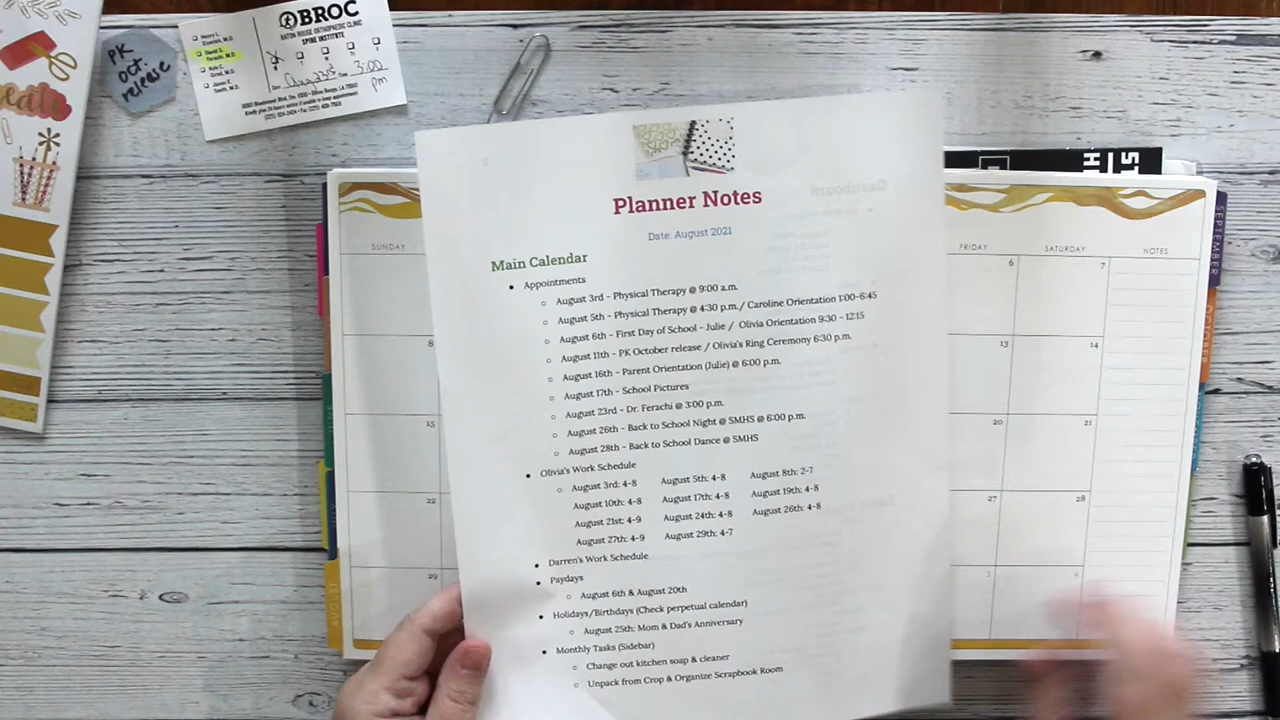 PK
oct.
release
BROC
BATON ROUGE ORTHOPAEDIC CLINIC
SPINE INSTITUTE
Henry L.
David S.
Aug 23rd Time 3:00
pm
eate
Planner Notes
Date: August 2021
Main Calendar
• Appointments
○ August 3rd - Physical Therapy @ 9:00 a.m.
○ August 5th - Physical Therapy @ 4:30 p.m./ Caroline Orientation 1:00-6:45
○ August 6th - First Day of School - Julie / Olivia Orientation 9:30 - 12:15
○ August 11th - PK October release / Olivia's Ring Ceremony 6:30 p.m.
○ August 16th - Parent Orientation (Julie) @ 6:00 p.m.
○ August 17th - School Pictures
○ August 23rd - Dr. Ferachi @ 3:00 p.m.
○ August 26th - Back to School Night @ SMHS @ 6:00 p.m.
○ August 28th - Back to School Dance @ SMHS
• Olivia's Work Schedule
○ August 3rd: 4-8 August 5th: 4-8 August 8th: 2-7
August 10th: 4-8 August 17th: 4-8 August 19th: 4-8
August 21st: 4-9 August 24th: 4-8 August 26th: 4-8
August 27th: 4-9 August 29th: 4-7
• Darren's Work Schedule
• Paydays
○ August 6th & August 20th
• Holidays/Birthdays (Check perpetual calendar)
○ August 25th: Mom & Dad's Anniversary
• Monthly Tasks (Sidebar)
○ Change out kitchen soap & cleaner
○ Unpack from Crop & Organize Scrapbook Room
SUNDAY
FRIDAY SATURDAY NOTES
6 7
8 13 14
15 20 21
22 27 28
29
SEPTEMBER
OCTOBER
AUGUST